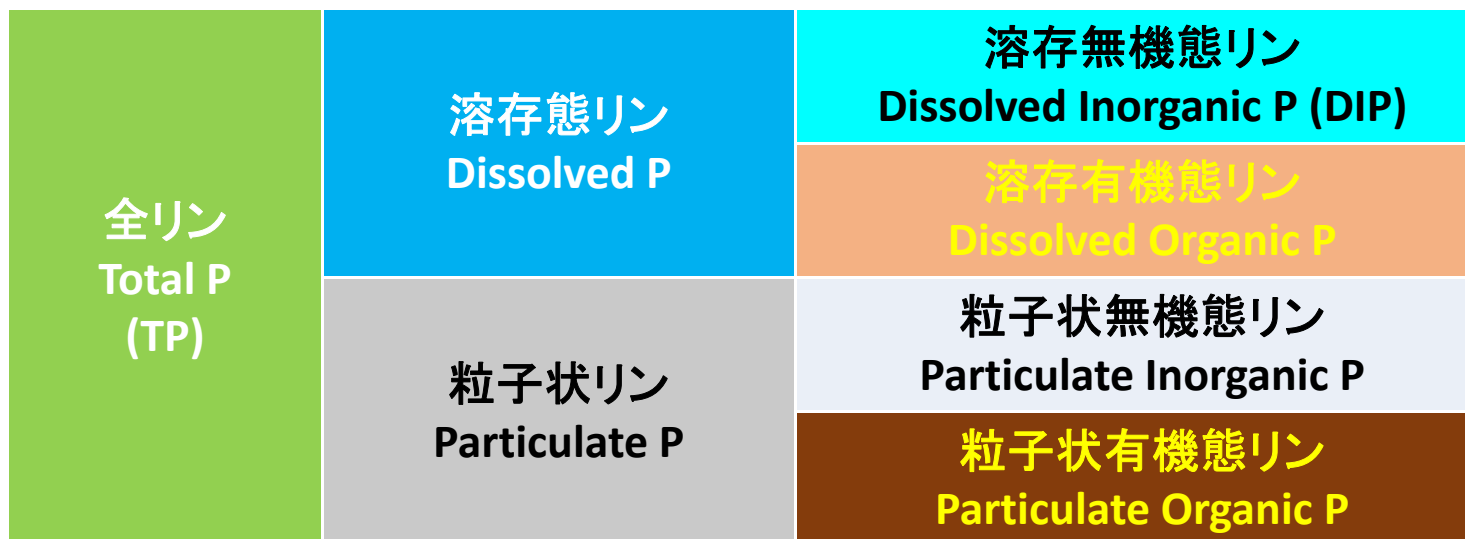 全リン
Total P
(TP)
溶存態リン
Dissolved P
粒子状リン
Particulate P
溶存無機態リン
Dissolved Inorganic P (DIP)
溶存有機態リン
Dissolved Organic P
粒子状無機態リン
Particulate Inorganic P
粒子状有機態リン
Particulate Organic P